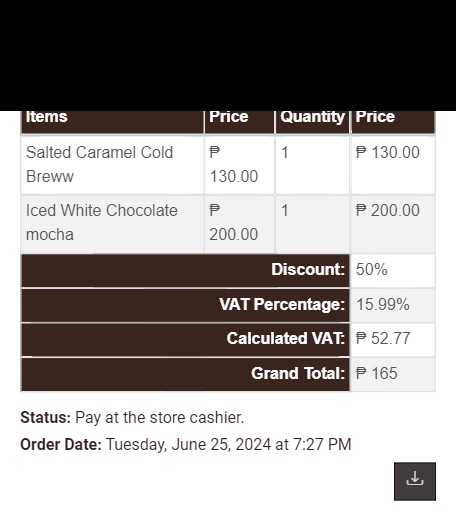 Items Price Quantity Price
Salted Caramel Cold ₱ 1 ₱ 130.00
Breww 130.00
Iced White Chocolate ₱ 1 ₱ 200.00
mocha 200.00
Discount: 50%
VAT Percentage: 15.99%
Calculated VAT: ₱ 52.77
Grand Total: ₱ 165
Status: Pay at the store cashier.
Order Date: Tuesday, June 25, 2024 at 7:27 PM